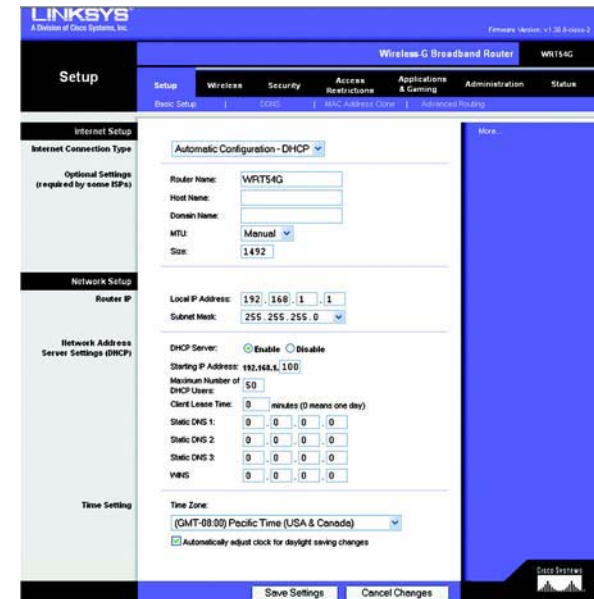 LINKSYS
A Division of Cisco Systems, Inc.
Firmware Version: v1.30.8-cisco-2
Wireless-G Broadband Router WRT54G
Setup
Setup Wireless Security Access Restrictions Applications & Gaming Administration Status
Basic Setup | DDNS | MAC Address Clone | Advanced Routing
Internet Setup
More...
Internet Connection Type Automatic Configuration - DHCP
Optional Settings
(required by some ISPs)
Router Name: WRT54G
Host Name:
Domain Name:
MTU: Manual
Size: 1492
Network Setup
Router IP
Local IP Address: 192 . 168 . 1 . 1
Subnet Mask: 255.255.255.0
Network Address
Server Settings (DHCP)
DHCP Server: Enable Disable
Starting IP Address: 192.168.1. 100
Maximum Number of
DHCP Users: 50
Client Lease Time: 0 minutes (0 means one day)
Static DNS 1: 0 . 0 . 0 . 0
Static DNS 2: 0 . 0 . 0 . 0
Static DNS 3: 0 . 0 . 0 . 0
WINS 0 . 0 . 0 . 0
Time Setting
Time Zone:
(GMT-08:00) Pacific Time (USA & Canada)
Automatically adjust clock for daylight saving changes
Cisco Systems
Save Settings Cancel Changes